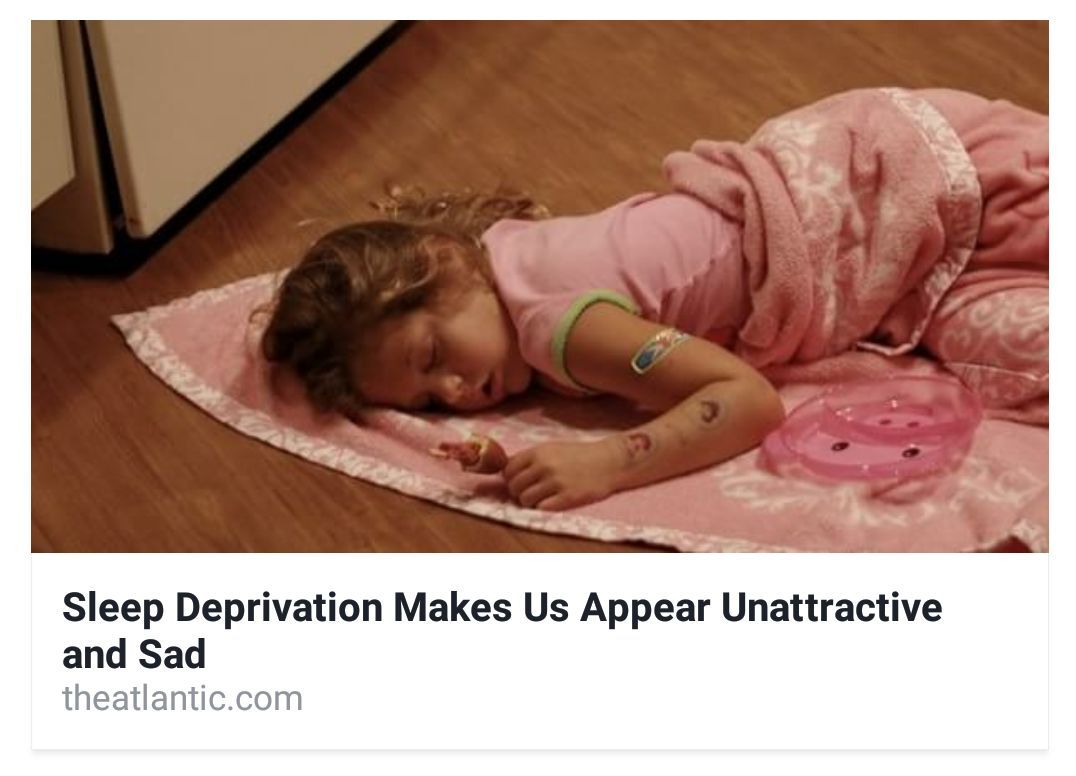 Sleep Deprivation Makes Us Appear Unattractive
and Sad
theatlantic.com